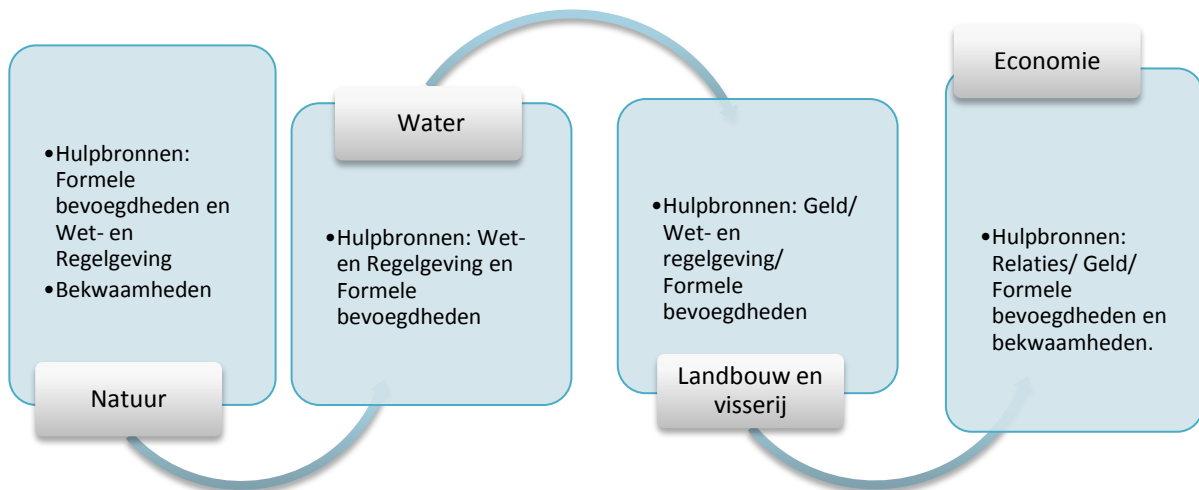 •Hulpbronnen:
Formele
bevoegdheden en
Wet- en
Regelgeving
•Bekwaamheden
Natuur
Water
•Hulpbronnen: Wet-
en Regelgeving en
Formele
bevoegdheden
•Hulpbronnen: Geld/
Wet- en
regelgeving/
Formele
bevoegdheden
Landbouw en
visserij
Economie
•Hulpbronnen:
Relaties/ Geld/
Formele
bevoegdheden en
bekwaamheden.